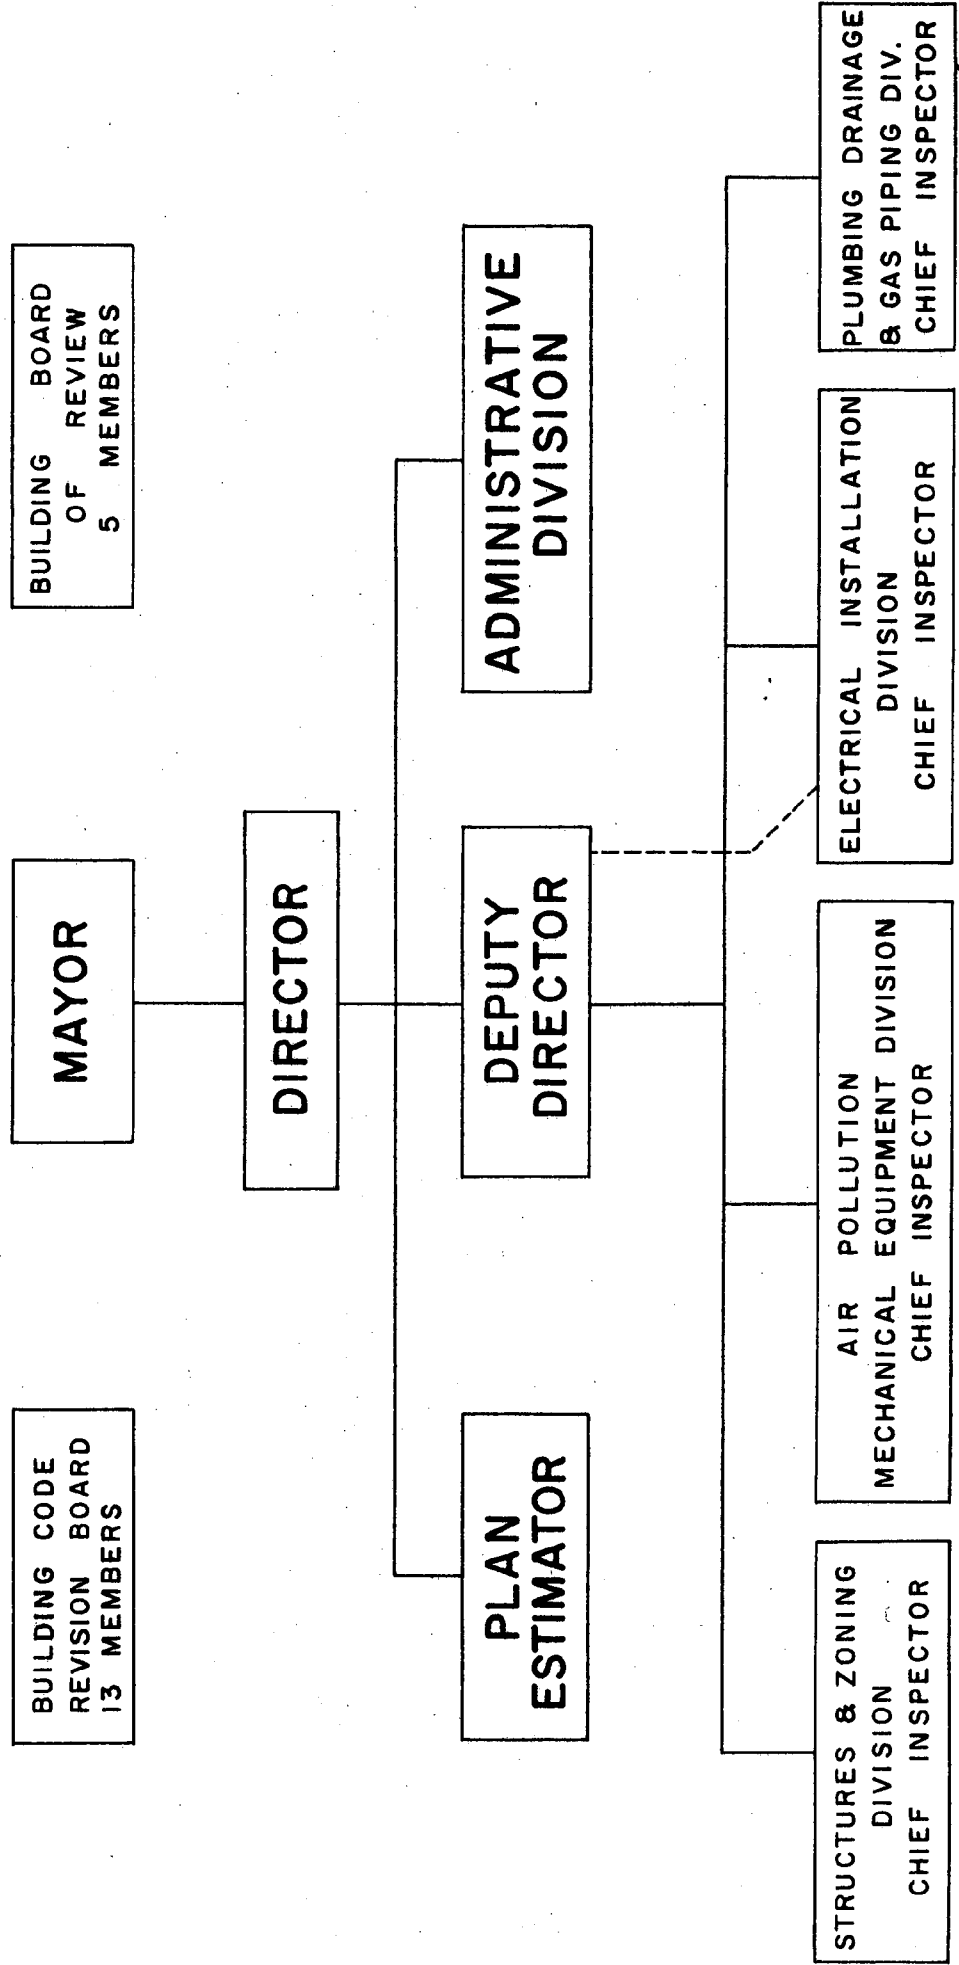 BUILDING CODE
REVISION BOARD
13 MEMBERS
MAYOR
BUILDING BOARD
OF REVIEW
5 MEMBERS
DIRECTOR
PLAN
ESTIMATOR
DEPUTY
DIRECTOR
ADMINISTRATIVE
DIVISION
STRUCTURES & ZONING
DIVISION
CHIEF INSPECTOR
AIR POLLUTION
MECHANICAL EQUIPMENT DIVISION
CHIEF INSPECTOR
ELECTRICAL INSTALLATION
DIVISION
CHIEF INSPECTOR
PLUMBING DRAINAGE
& GAS PIPING DIV.
CHIEF INSPECTOR